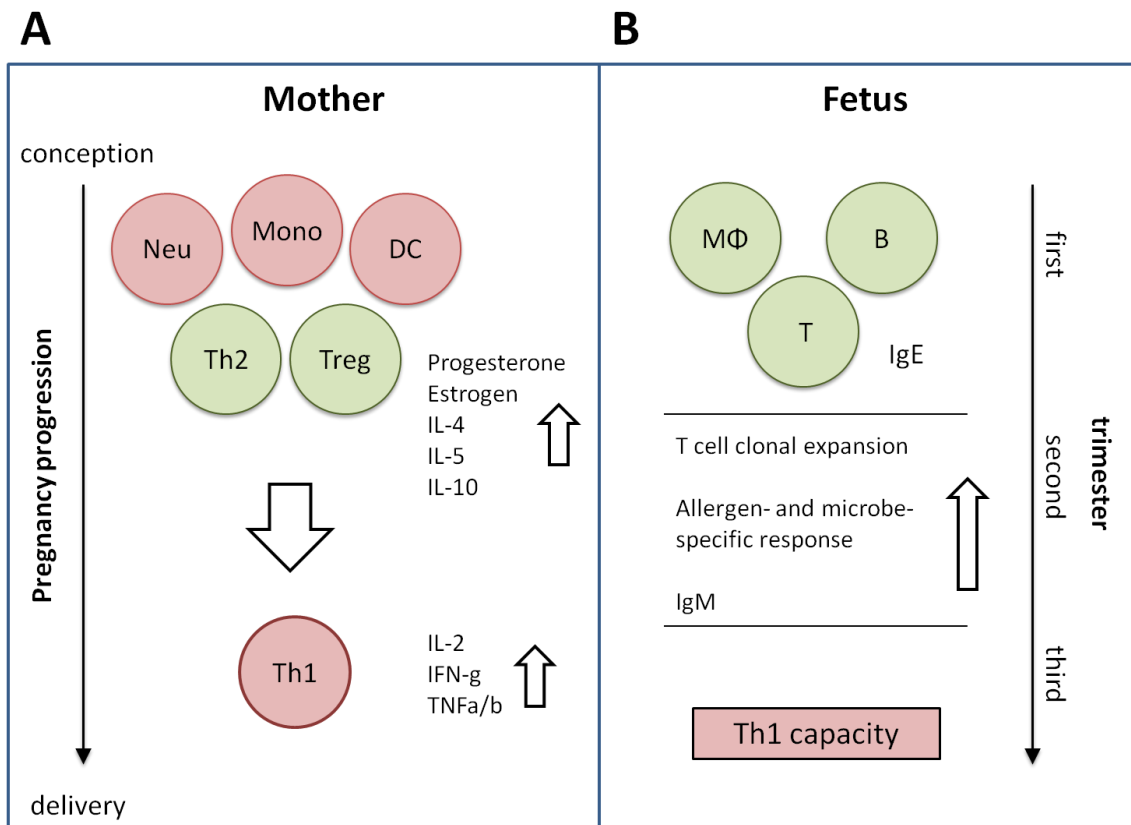 A
Mother
conception
Neu
Mono
DC
Th2
Treg
Progesterone
Estrogen
IL-4
IL-5
IL-10
Pregnancy progression
Th1
IL-2
IFN-g
TNFa/b
delivery
B
Fetus
MΦ
B
T
IgE
first
T cell clonal expansion
Allergen- and microbe-
specific response
IgM
second
trimester
third
Th1 capacity